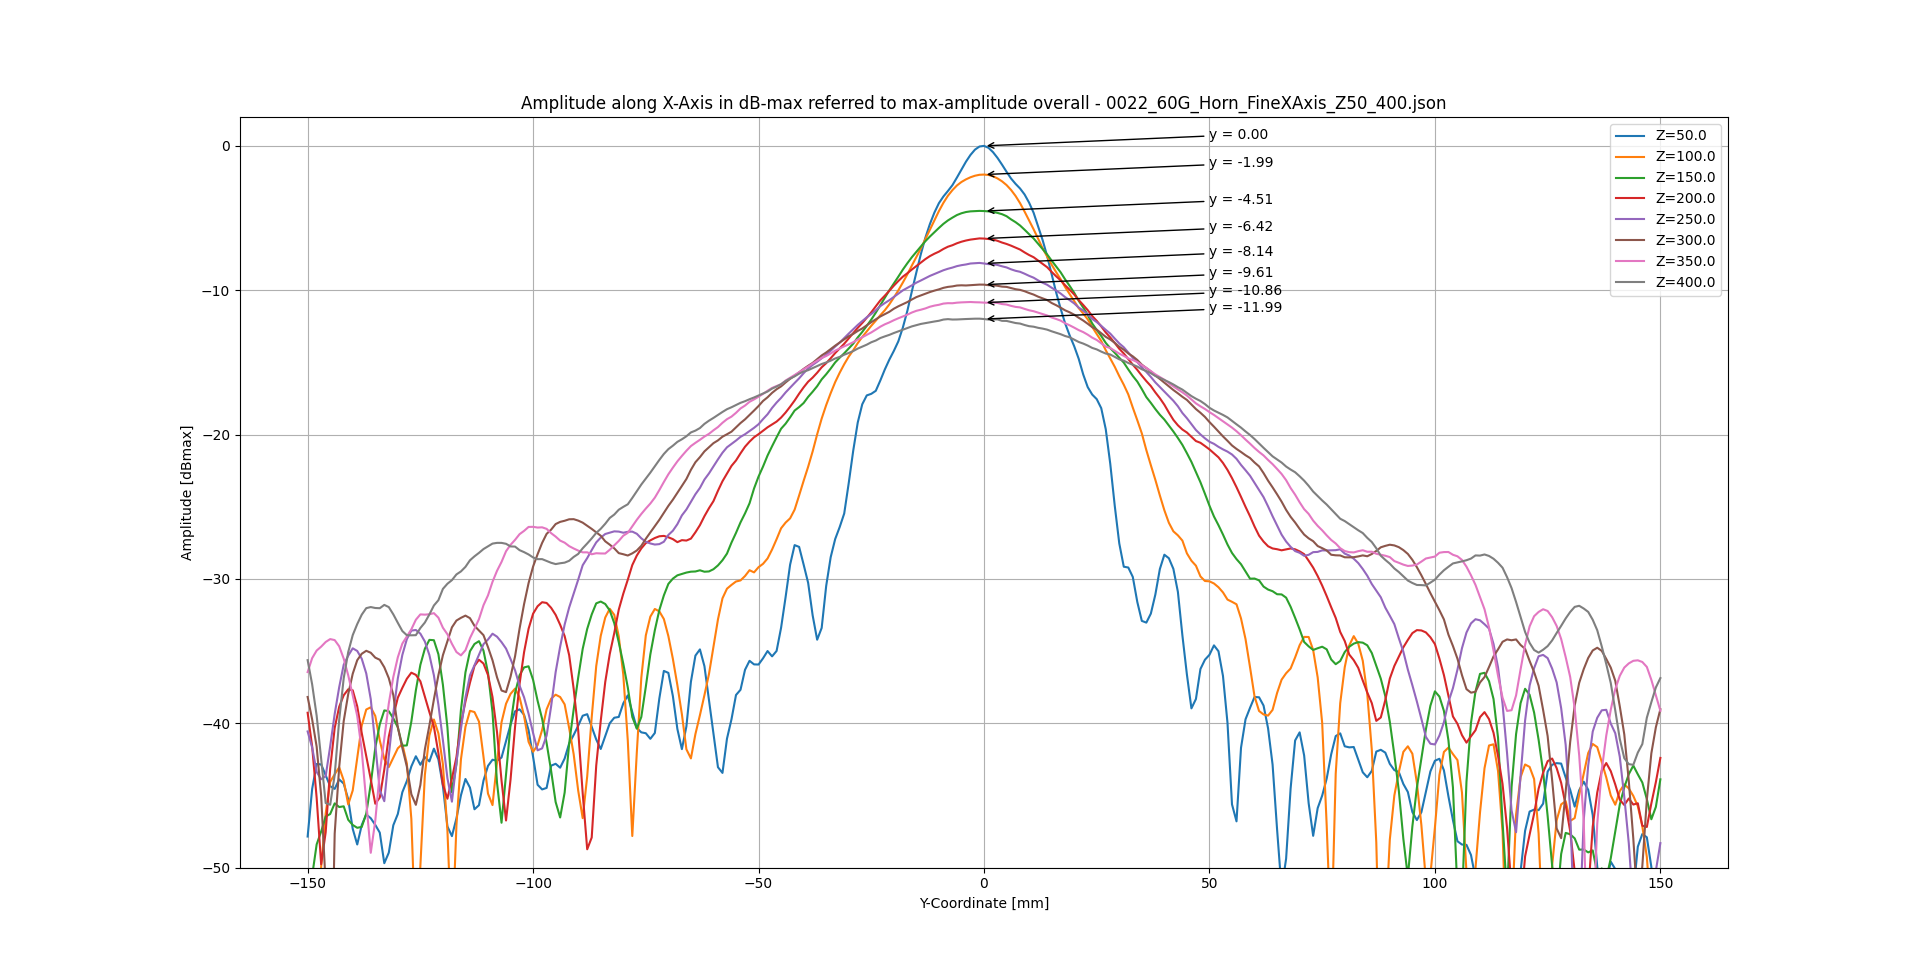 Amplitude along X-Axis in dB-max referred to max-amplitude overall - 0022_60G_Horn_FineXAxis_Z50_400.json
y = 0.00
y = -1.99
y = -4.51
y = -6.42
y = -8.14
y = -9.61
y = -10.86
y = -11.99
Z=50.0
Z=100.0
Z=150.0
Z=200.0
Z=250.0
Z=300.0
Z=350.0
Z=400.0
Amplitude [dBmax]
0
−10
−20
−30
−40
−50
−150
−100
−50
0
50
100
150
Y-Coordinate [mm]